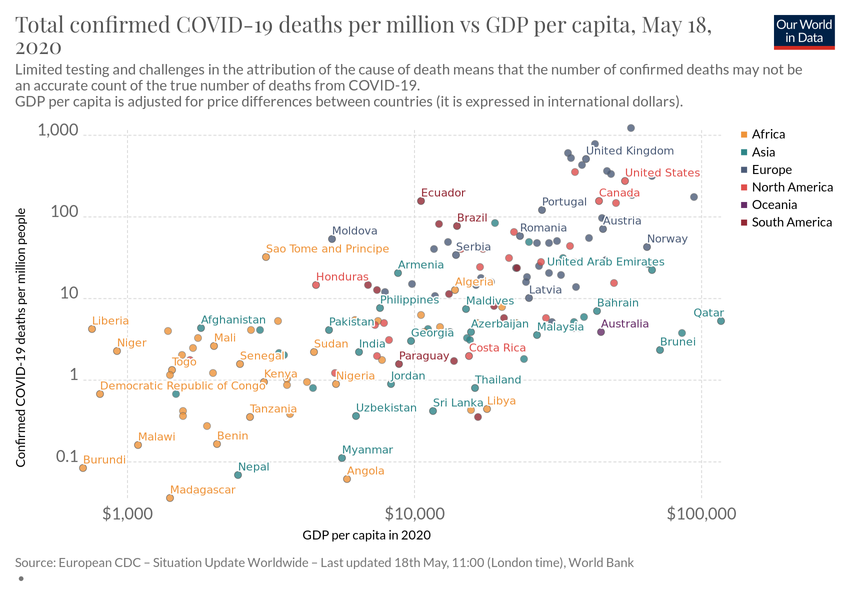 Total confirmed COVID-19 deaths per million vs GDP per capita, May 18,
2020
Our World
in Data
Limited testing and challenges in the attribution of the cause of death means that the number of confirmed deaths may not be
an accurate count of the true number of deaths from COVID-19.
GDP per capita is adjusted for price differences between countries (it is expressed in international dollars).
1,000
Africa
Asia
Europe
North America
Oceania
South America
United Kingdom
United States
Ecuador
Canada
Portugal
100
Brazil
Austria
Moldova
Romania
Norway
Sao Tome and Principe
Serbia
Armenia
United Arab Emirates
Honduras
Algeria
Latvia
10
Philippines
Maldives
Bahrain
Qatar
Liberia
Afghanistan
Pakistan
Azerbaijan
Malaysia
Australia
Georgia
Niger
Mali
Sudan
India
Costa Rica
Brunei
Senegal
Paraguay
Togo
1
Kenya
Nigeria
Jordan
Thailand
Democratic Republic of Congo
Tanzania
Uzbekistan
Sri Lanka
Libya
Malawi
Benin
0.1
Burundi
Myanmar
Nepal
Angola
Madagascar
Confirmed COVID-19 deaths per million people
$1,000
$10,000
$100,000
GDP per capita in 2020
Source: European CDC – Situation Update Worldwide – Last updated 18th May, 11:00 (London time), World Bank